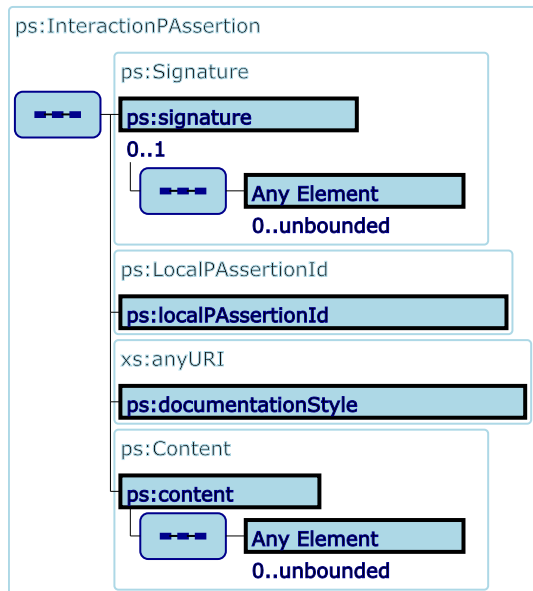 ps:InteractionPAssertion
ps:Signature
ps:signature
0..1
Any Element
0..unbounded
ps:LocalPAssertionId
ps:localPAssertionId
xs:anyURI
ps:documentationStyle
ps:Content
ps:content
Any Element
0..unbounded